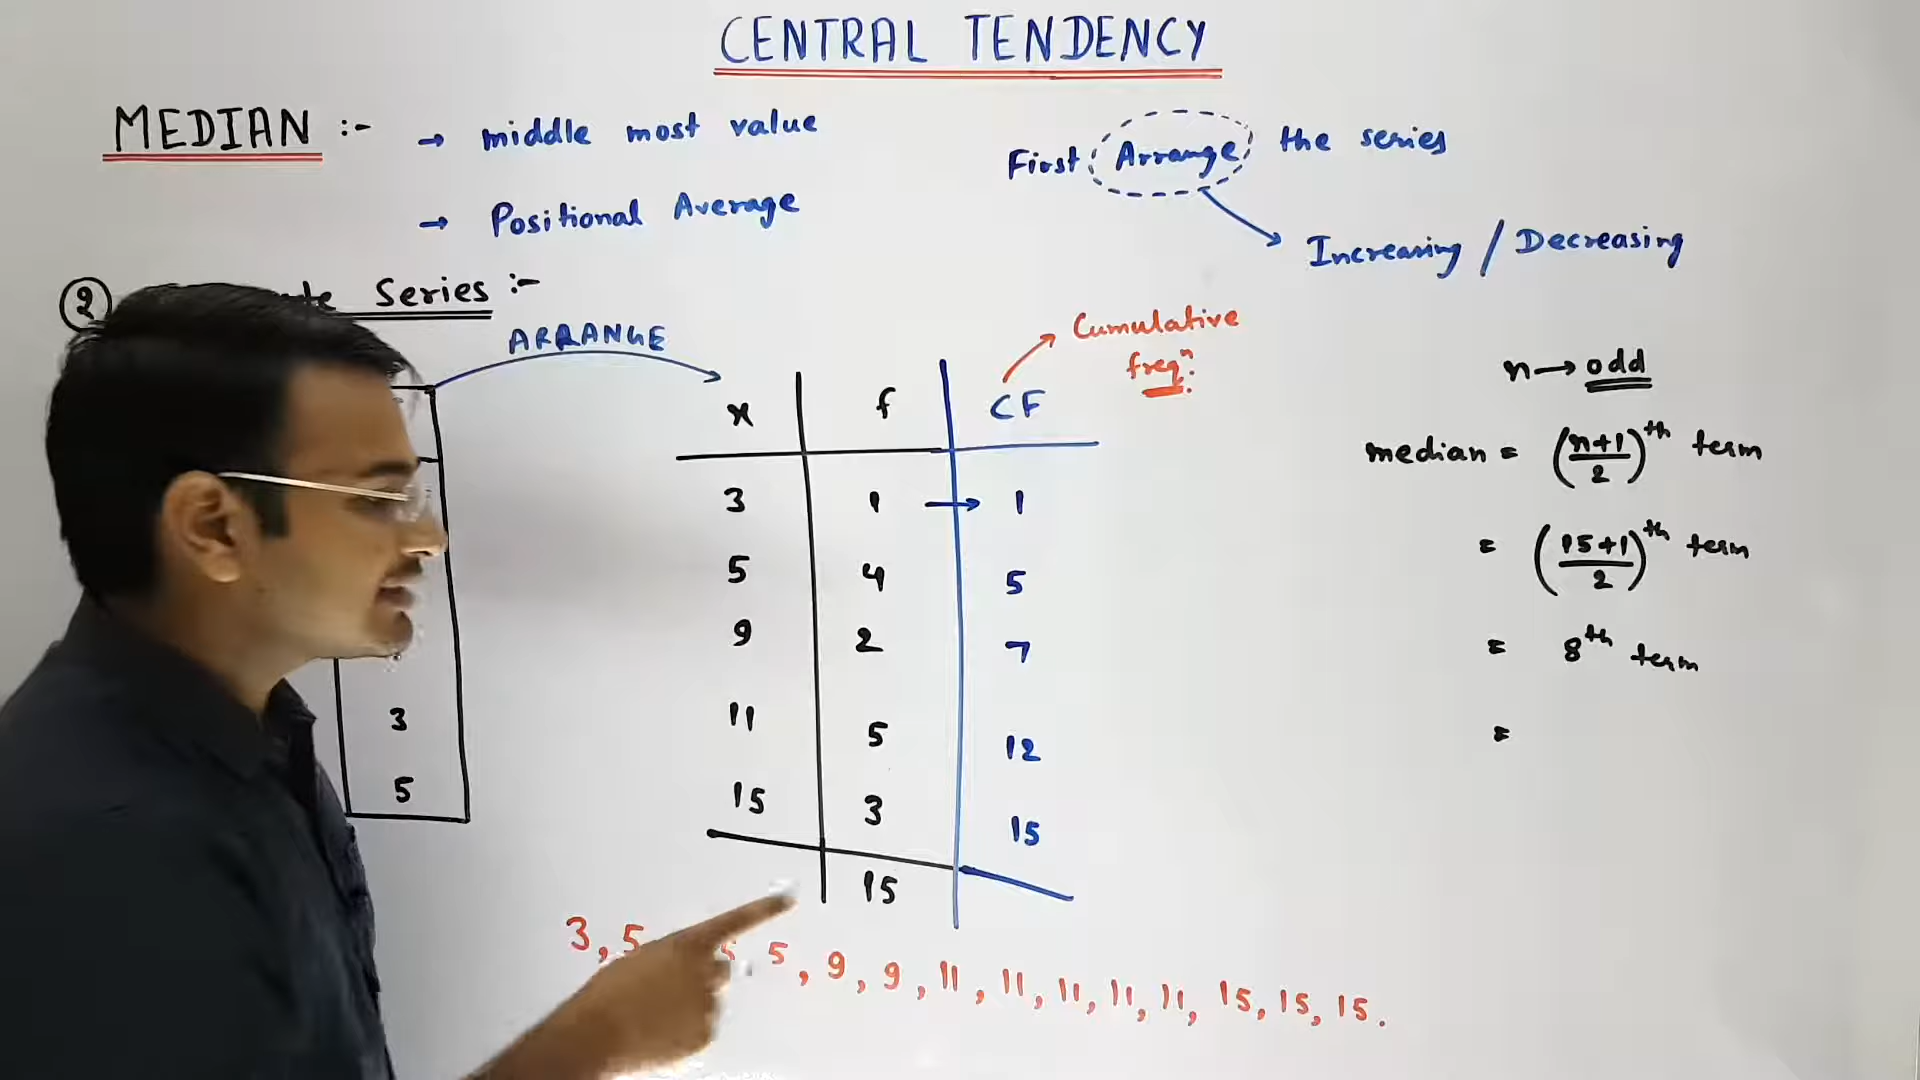 CENTRAL TENDENCY
MEDIAN :-
→ middle most value
→ Positional Average
First Arrange the series
Increasing / Decreasing
2 Series :-
ARRANGE
Cumulative
freqⁿ.
x f CF
3 1 → 1
5 4 5
9 2 7
11 5 12
15 3 15
15
3
5
n → odd
median = (n+1/2)th term
= (15+1/2)th term
= 8th term
=
3, 5 5, 5, 9, 9, 11, 11, 11, 11, 11, 15, 15, 15.